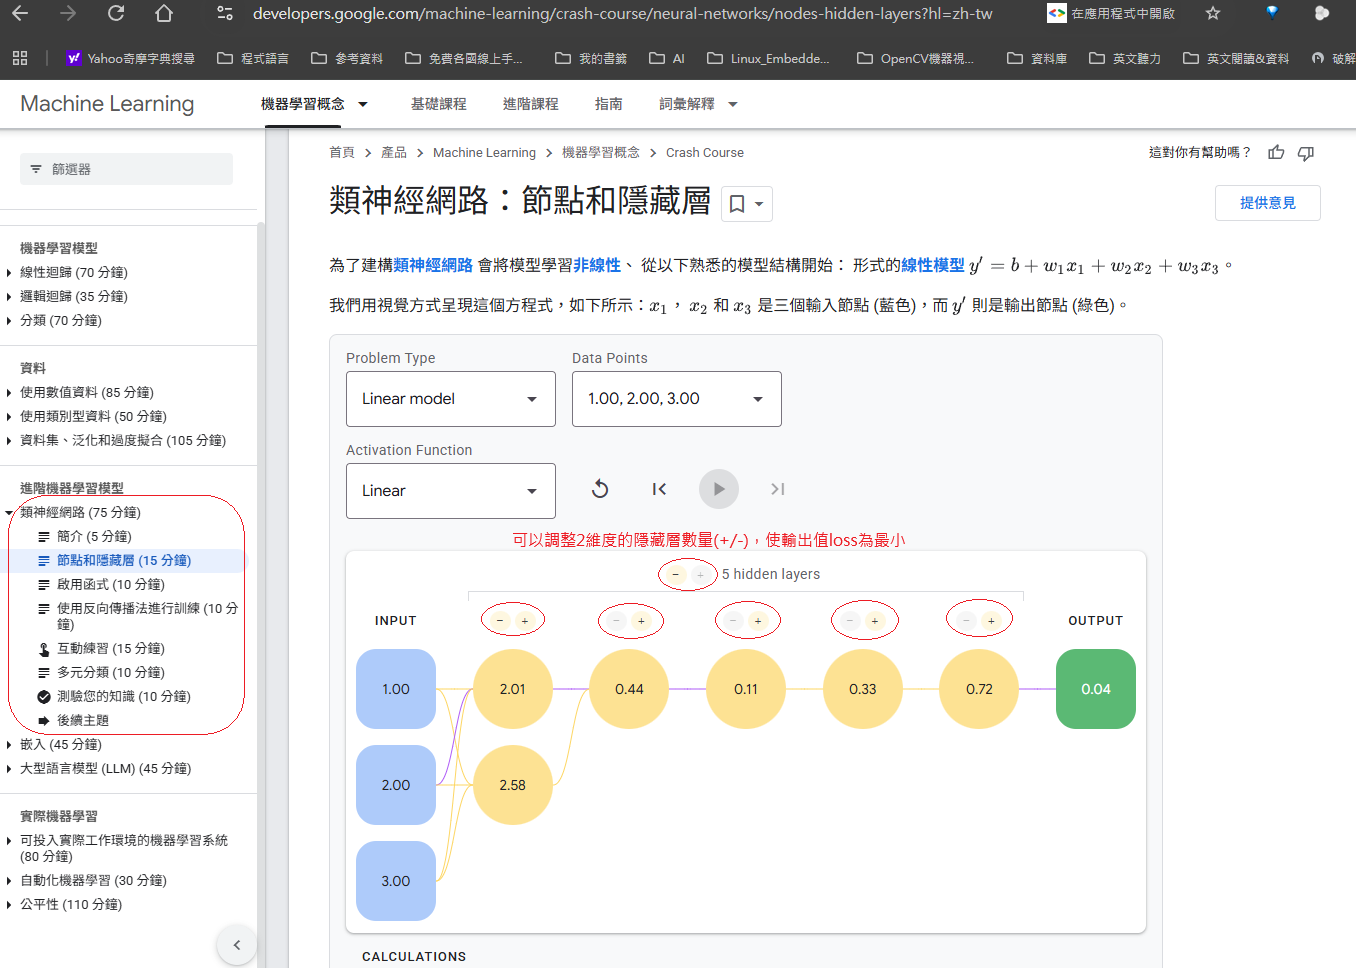 developers.google.com/machine-learning/crash-course/neural-networks/nodes-hidden-layers?hl=zh-tw
在應用程式中開啟
Yahoo奇摩字典搜尋
程式語言
參考資料
免費各國線上手...
我的書籤
AI
Linux_Embedde...
OpenCV機器視...
資料庫
英文聽力
英文閱讀&資料
破解
Machine Learning
機器學習概念
基礎課程
進階課程
指南
詞彙解釋
篩選器
機器學習模型
線性迴歸 (70 分鐘)
邏輯迴歸 (35 分鐘)
分類 (70 分鐘)
資料
使用數值資料 (85 分鐘)
使用類別型資料 (50 分鐘)
資料集、泛化和過度擬合 (105 分鐘)
進階機器學習模型
類神經網路 (75 分鐘)
簡介 (5 分鐘)
節點和隱藏層 (15 分鐘)
啟用函式 (10 分鐘)
使用反向傳播法進行訓練 (10 分
鐘)
互動練習 (15 分鐘)
多元分類 (10 分鐘)
測驗您的知識 (10 分鐘)
後續主題
嵌入 (45 分鐘)
大型語言模型 (LLM) (45 分鐘)
實際機器學習
可投入實際工作環境的機器學習系統
(80 分鐘)
自動化機器學習 (30 分鐘)
公平性 (110 分鐘)
首頁 > 產品 > Machine Learning > 機器學習概念 > Crash Course
這對你有幫助嗎？
類神經網路：節點和隱藏層
提供意見
為了建構類神經網路 會將模型學習非線性、 從以下熟悉的模型結構開始： 形式的線性模型 y′ = b + w₁x₁ + w₂x₂ + w₃x₃ 。
我們用視覺方式呈現這個方程式，如下所示：x₁， x₂ 和 x₃ 是三個輸入節點 (藍色)，而 y′ 則是輸出節點 (綠色)。
Problem Type
Linear model
Data Points
1.00, 2.00, 3.00
Activation Function
Linear
可以調整2維度的隱藏層數量(+/-)，使輸出值loss為最小
− + 5 hidden layers
INPUT
− +
− +
− +
− +
− +
OUTPUT
1.00
2.01
0.44
0.11
0.33
0.72
0.04
2.00
2.58
3.00
CALCULATIONS